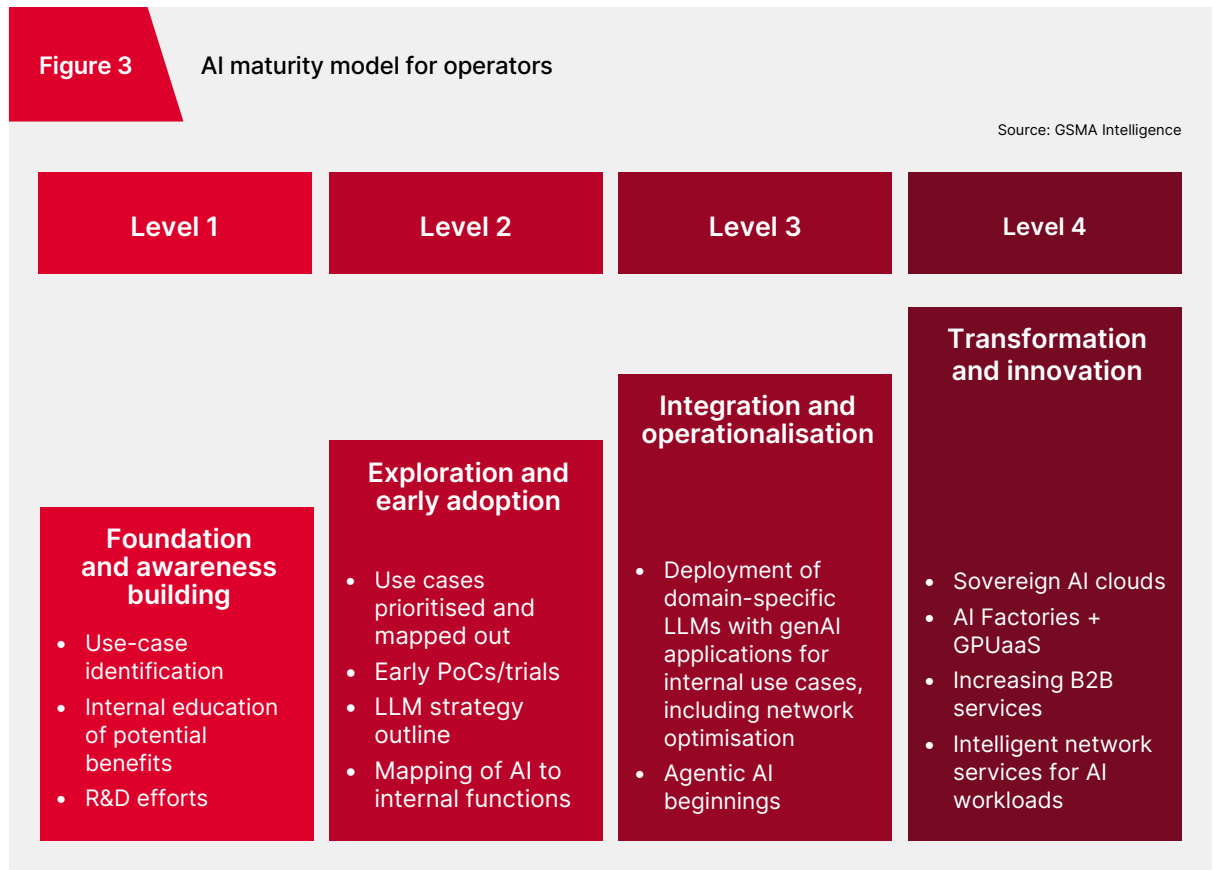 Figure 3
AI maturity model for operators
Source: GSMA Intelligence
Level 1
Level 2
Level 3
Level 4
Foundation
and awareness
building
• Use-case
identification
• Internal education
of potential
benefits
• R&D efforts
Exploration and
early adoption
• Use cases
prioritised and
mapped out
• Early PoCs/trials
• LLM strategy
outline
• Mapping of AI to
internal functions
Integration and
operationalisation
• Deployment of
domain-specific
LLMs with genAI
applications for
internal use cases,
including network
optimisation
• Agentic AI
beginnings
Transformation
and innovation
• Sovereign AI clouds
• AI Factories +
GPUaaS
• Increasing B2B
services
• Intelligent network
services for AI
workloads